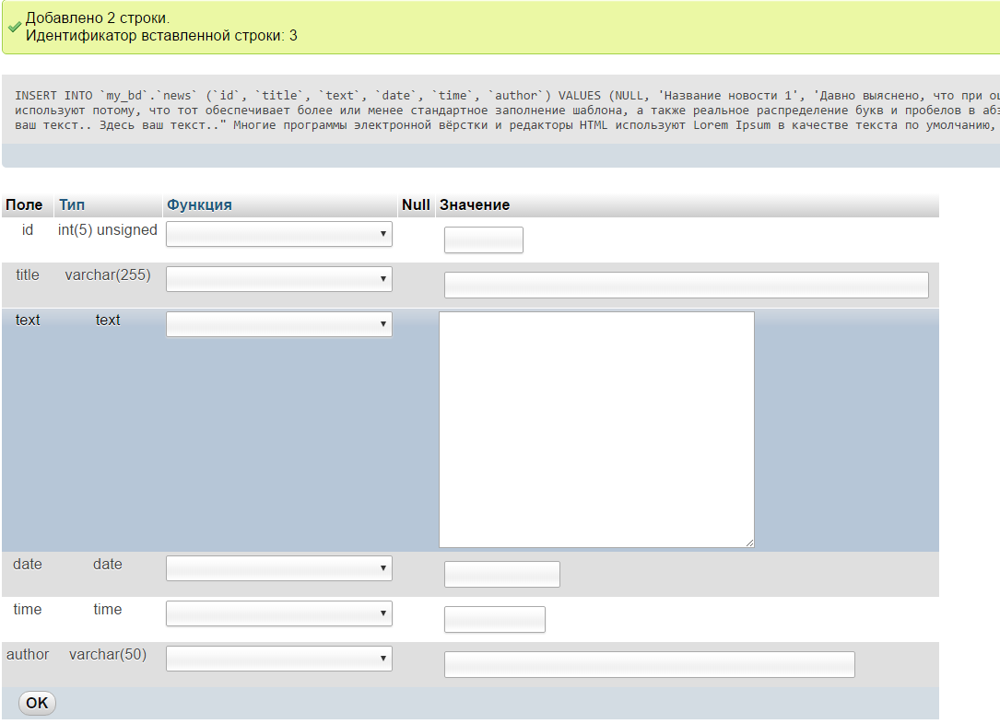 Добавлено 2 строки.
Идентификатор вставленной строки: 3
INSERT INTO `my_bd`.`news` (`id`, `title`, `text`, `date`, `time`, `author`) VALUES (NULL, 'Название новости 1', 'Давно выяснено, что при
используют потому, что тот обеспечивает более или менее стандартное заполнение шаблона, а также реальное распределение букв и пробелов в
ваш текст.. Здесь ваш текст.." Многие программы электронной вёрстки и редакторы HTML используют Lorem Ipsum в качестве текста по умолчанию,
Поле Тип Функция Null Значение
id int(5) unsigned
title varchar(255)
text text
date date
time time
author varchar(50)
OK